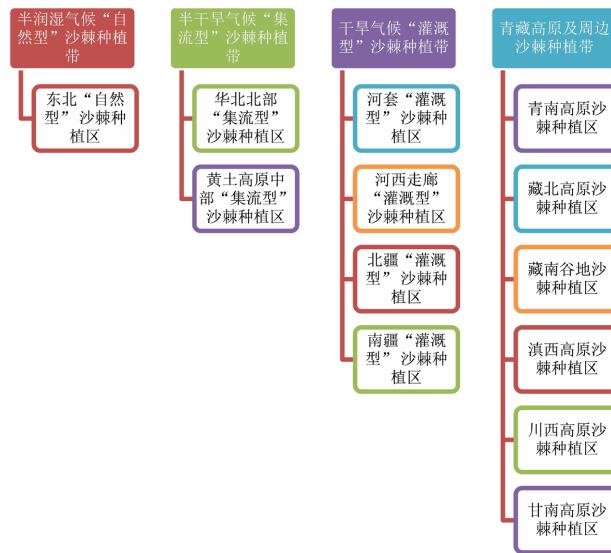 半润湿气候“自
然型”沙棘种植
带
东北“自然
型” 沙棘种
植区
半干旱气候“集
流型”沙棘种植
带
华北北部
“集流型”
沙棘种植区
黄土高原中
部“集流型”
沙棘种植区
干旱气候“灌溉
型”沙棘种植带
河套“灌溉
型” 沙棘种
植区
河西走廊
“灌溉型”
沙棘种植区
北疆“灌溉
型” 沙棘种
植区
南疆“灌溉
型” 沙棘种
植区
青藏高原及周边
沙棘种植带
青南高原沙
棘种植区
藏北高原沙
棘种植区
藏南谷地沙
棘种植区
滇西高原沙
棘种植区
川西高原沙
棘种植区
甘南高原沙
棘种植区